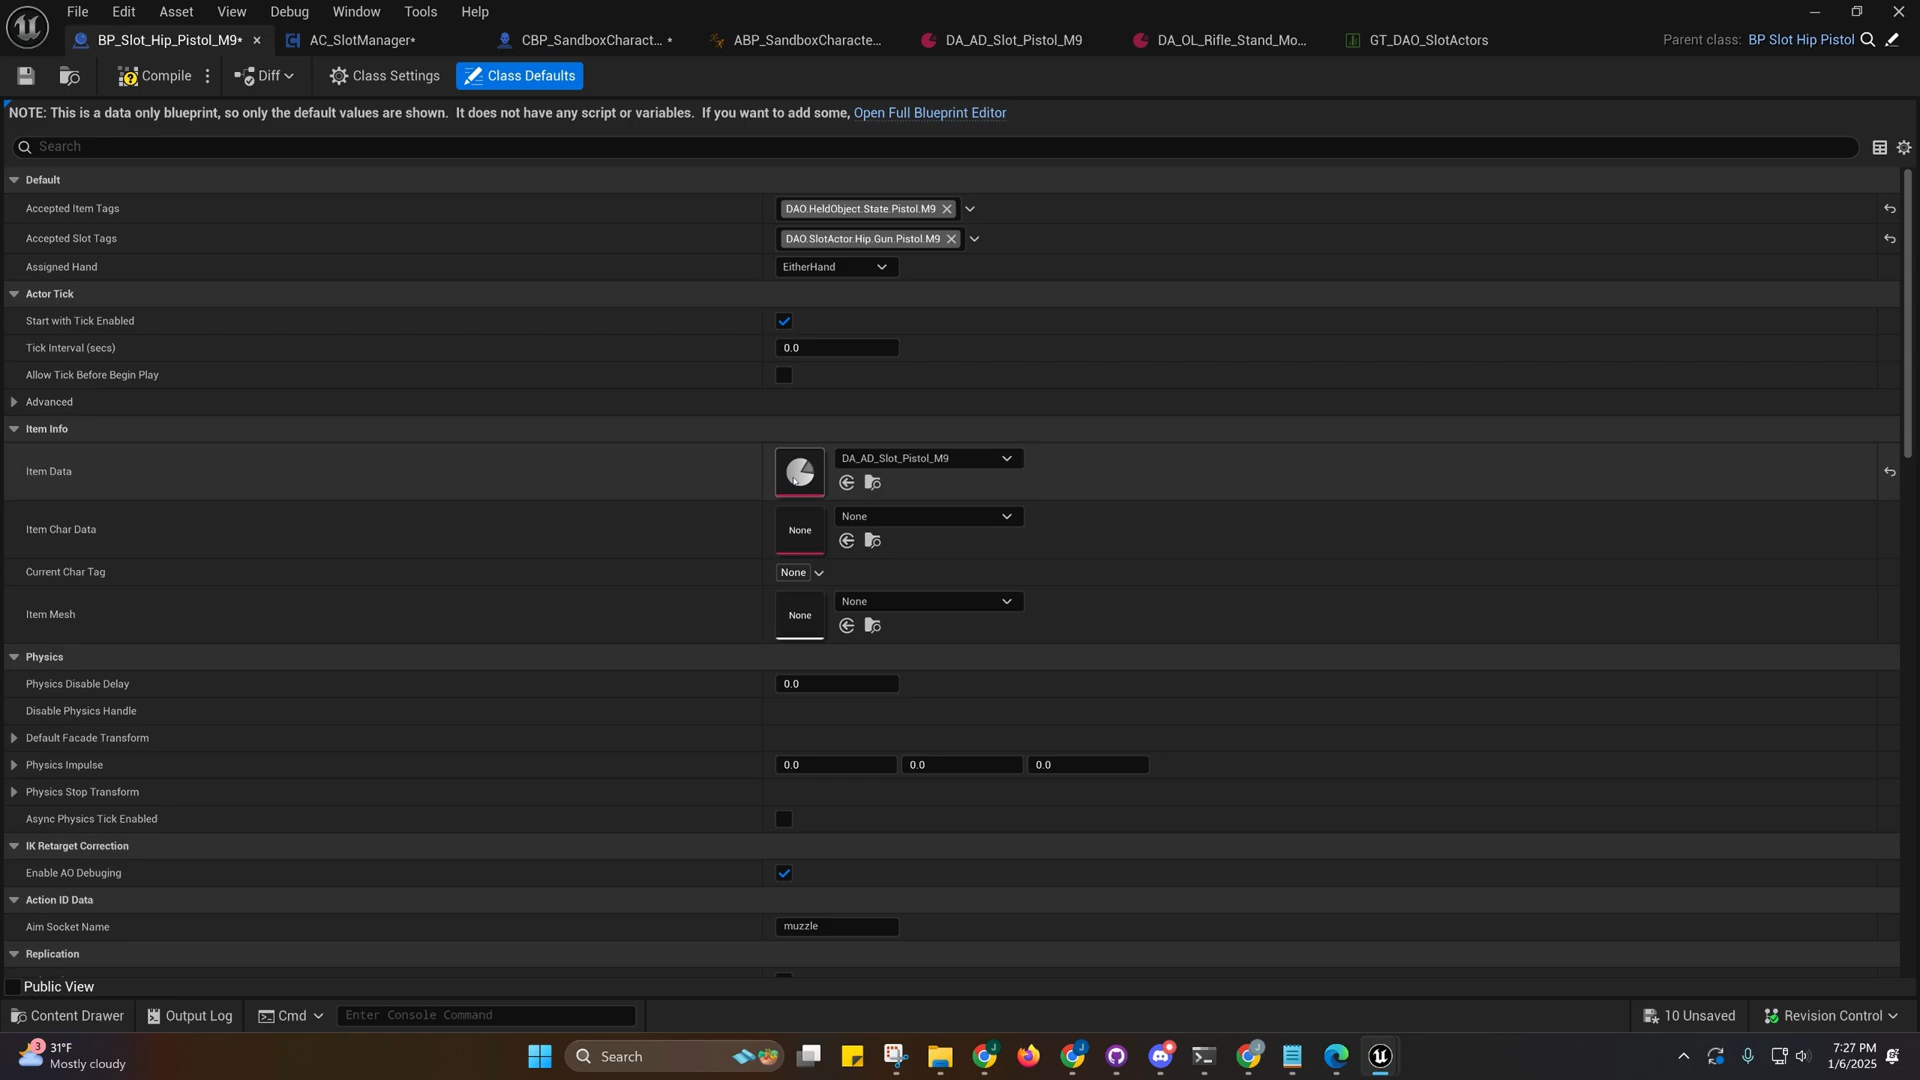 File Edit Asset View Debug Window Tools Help
BP_Slot_Hip_Pistol_M9* AC_SlotManager* CBP_SandboxCharact... * ABP_SandboxCharacte... DA_AD_Slot_Pistol_M9 DA_OL_Rifle_Stand_Mo... GT_DAO_SlotActors Parent class: BP Slot Hip Pistol
Compile Diff Class Settings Class Defaults
NOTE: This is a data only blueprint, so only the default values are shown. It does not have any script or variables. If you want to add some, Open Full Blueprint Editor
Search
Default
Accepted Item Tags DAO.HeldObject.State.Pistol.M9
Accepted Slot Tags DAO.SlotActor.Hip.Gun.Pistol.M9
Assigned Hand EitherHand
Actor Tick
Start with Tick Enabled
Tick Interval (secs) 0.0
Allow Tick Before Begin Play
Advanced
Item Info
Item Data DA_AD_Slot_Pistol_M9
Item Char Data None None
Current Char Tag None
Item Mesh None None
Physics
Physics Disable Delay 0.0
Disable Physics Handle
Default Facade Transform
Physics Impulse 0.0 0.0 0.0
Physics Stop Transform
Async Physics Tick Enabled
IK Retarget Correction
Enable AO Debuging
Action ID Data
Aim Socket Name muzzle
Replication
Public View
Content Drawer Output Log Cmd Enter Console Command 10 Unsaved Revision Control
3 31°F
Mostly cloudy
Search
7:27 PM
1/6/2025